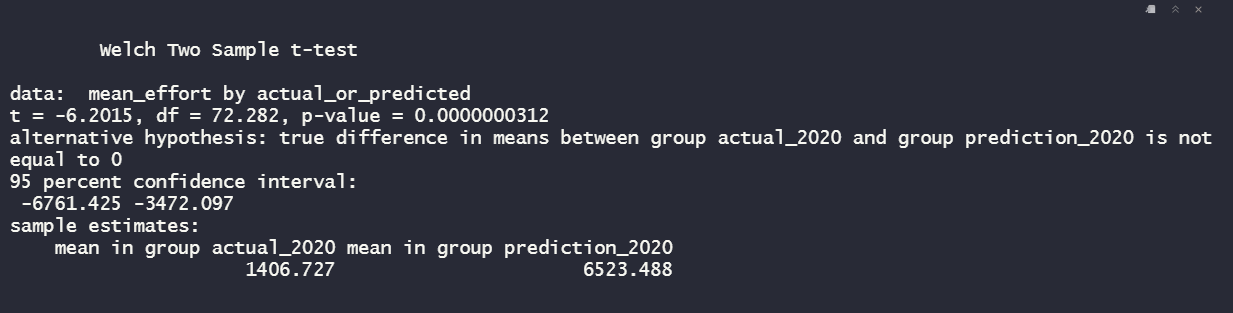 Welch Two Sample t-test
data:  mean_effort by actual_or_predicted
t = -6.2015, df = 72.282, p-value = 0.0000000312
alternative hypothesis: true difference in means between group actual_2020 and group prediction_2020 is not
equal to 0
95 percent confidence interval:
 -6761.425 -3472.097
sample estimates:
    mean in group actual_2020 mean in group prediction_2020
                     1406.727                      6523.488